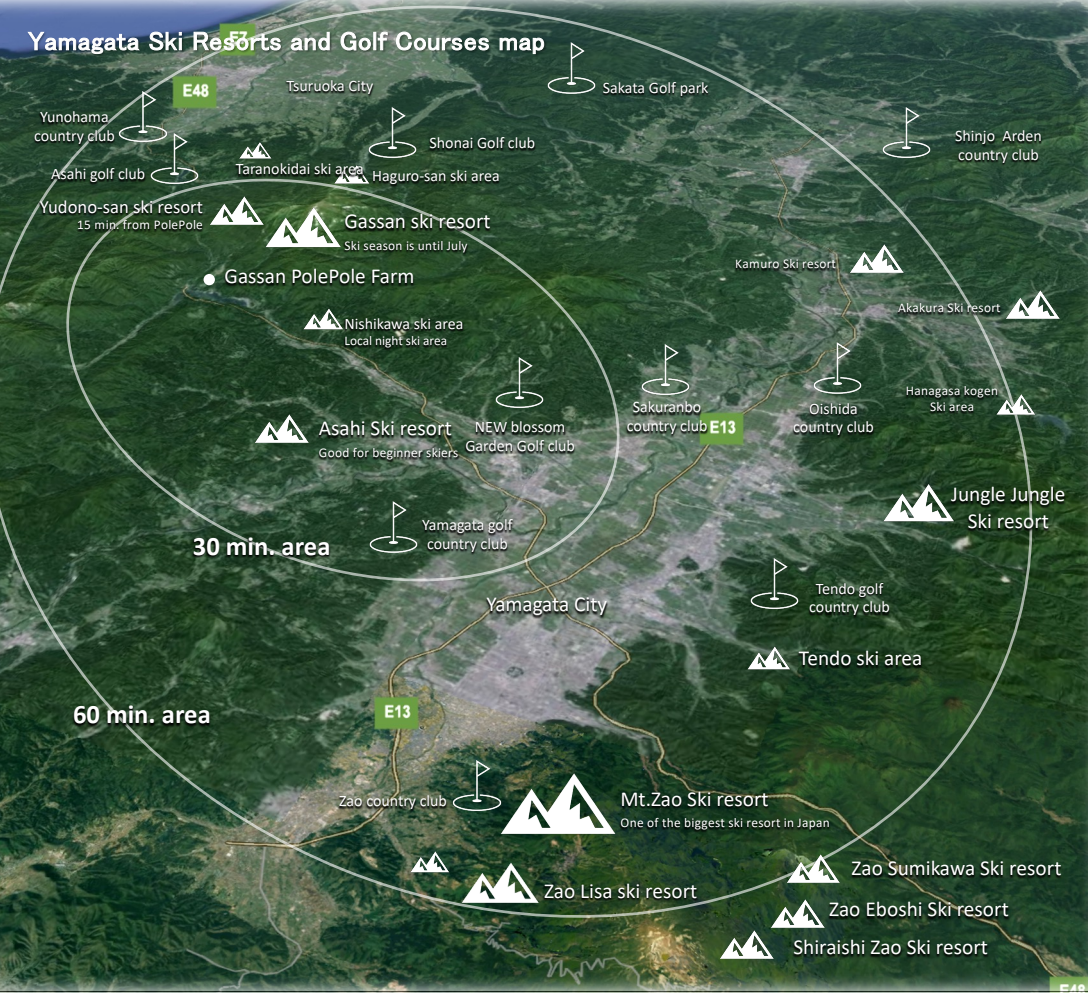 Yamagata Ski Resorts and Golf Courses map
E7
E48
Tsuruoka City
Sakata Golf park
Yunohama
country club
Shonai Golf club
Shinjo Arden
country club
Asahi golf club
Taranokidai ski area
Haguro-san ski area
Yudono-san ski resort
15 min. from PolePole
Gassan ski resort
Ski season is until July
Kamuro Ski resort
Gassan PolePole Farm
Akakura Ski resort
Nishikawa ski area
Local night ski area
Hanagasa kogen
Ski area
Sakuranbo
country club
E13
Oishida
country club
Asahi Ski resort
Good for beginner skiers
NEW blossom
Garden Golf club
Jungle Jungle
Ski resort
Yamagata golf
country club
30 min. area
Tendo golf
country club
Yamagata City
Tendo ski area
60 min. area
E13
Zao country club
Mt.Zao Ski resort
One of the biggest ski resort in Japan
Zao Sumikawa Ski resort
Zao Lisa ski resort
Zao Eboshi Ski resort
Shiraishi Zao Ski resort
E48